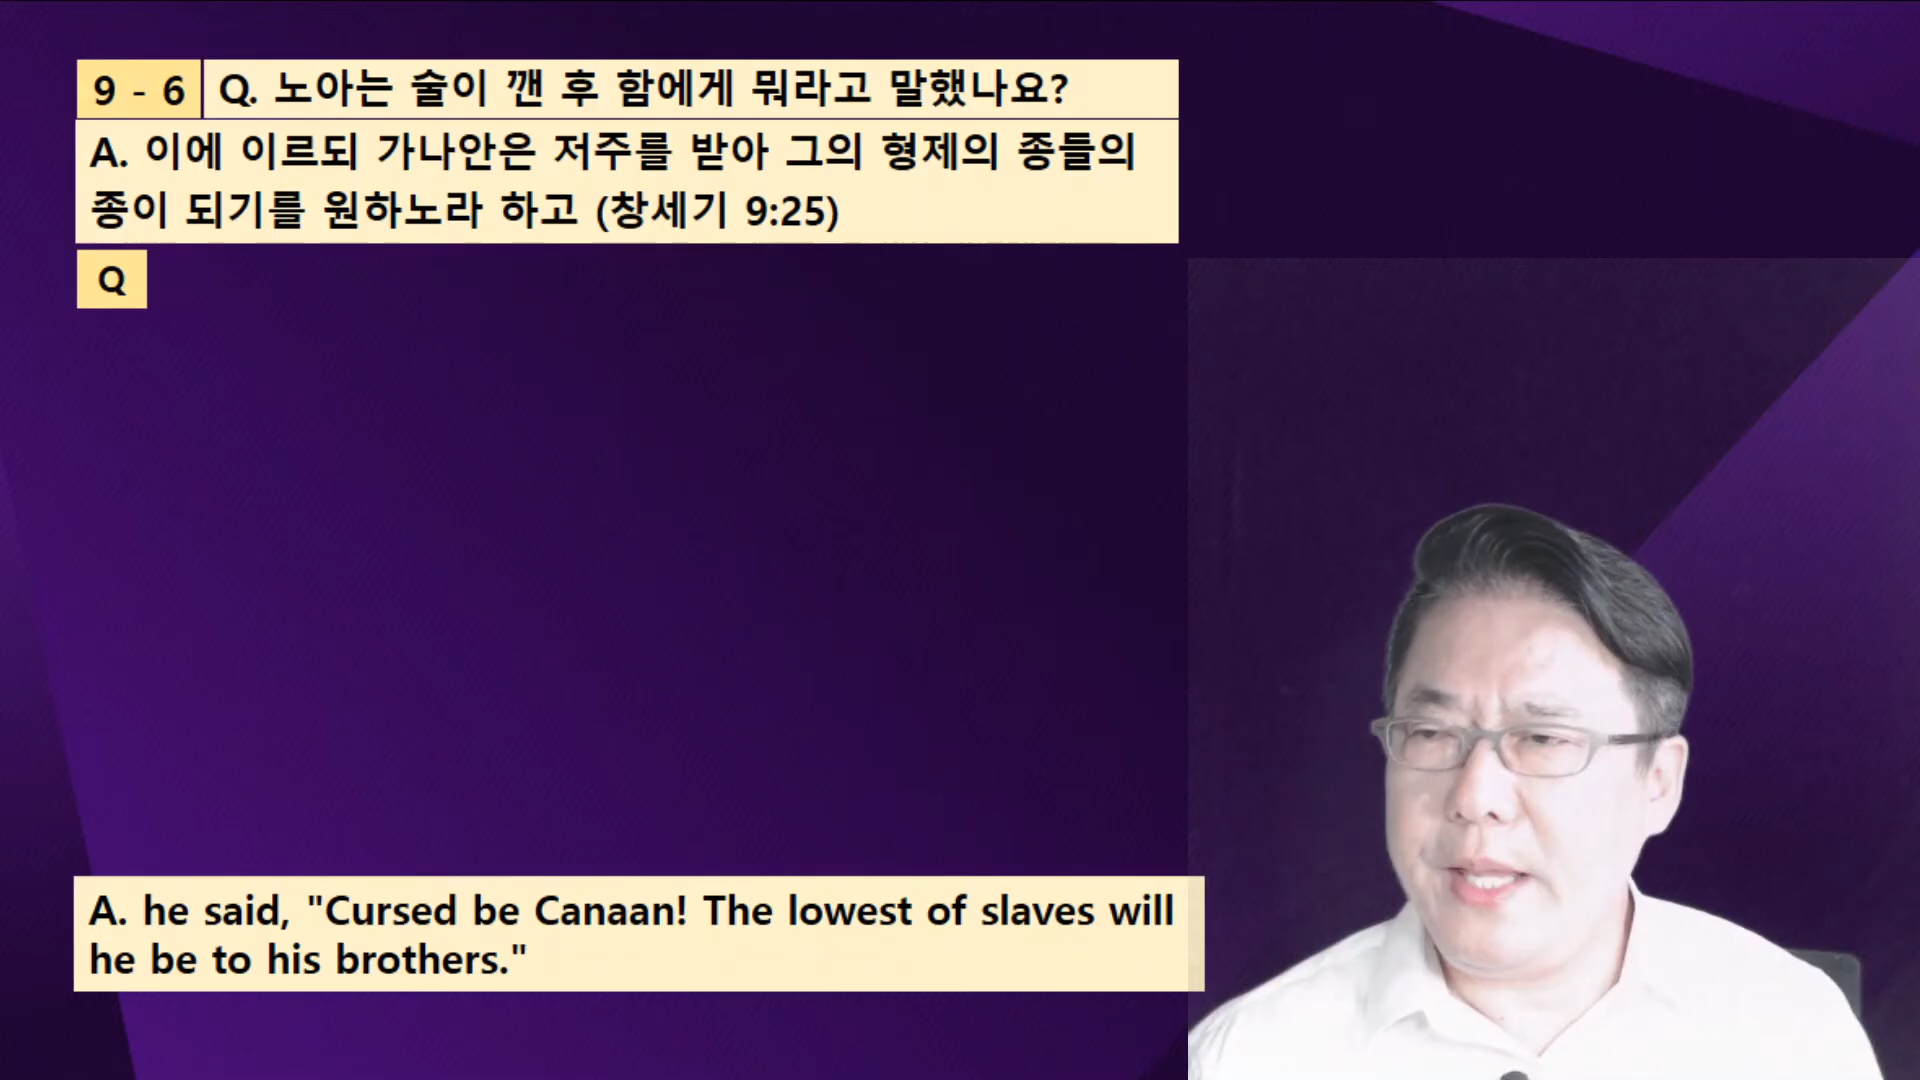 9 - 6 Q. 노아는 술이 깬 후 함에게 뭐라고 말했나요?
A. 이에 이르되 가나안은 저주를 받아 그의 형제의 종들의
종이 되기를 원하노라 하고 (창세기 9:25)
Q
A. he said, "Cursed be Canaan! The lowest of slaves will
he be to his brothers."